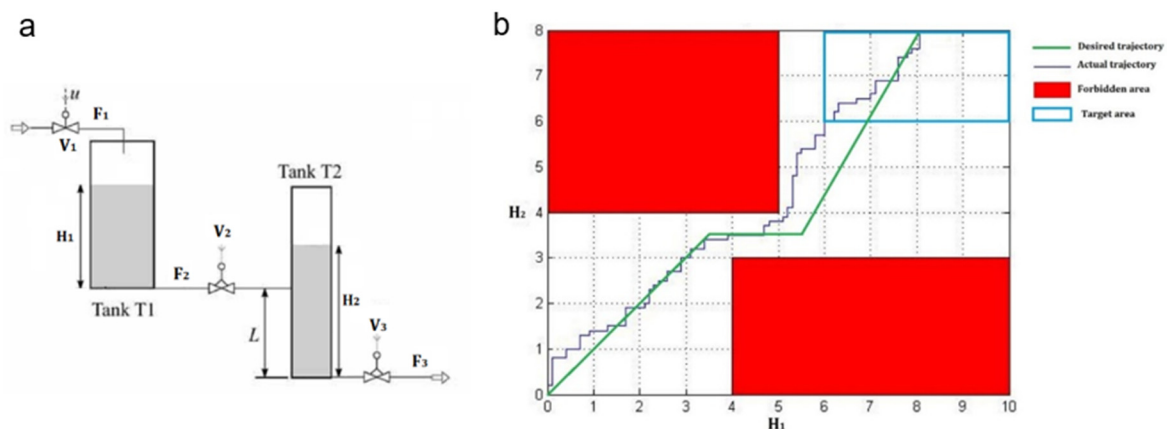 a
u
F1
V1
Tank T2
H1
V2
F2
H2
Tank T1
V3
L
F3
b
8
7
6
5
H2 4
3
2
1
0
0 1 2 3 4 5 6 7 8 9 10
H1
Desired trajectory
Actual trajectory
Forbidden area
Target area